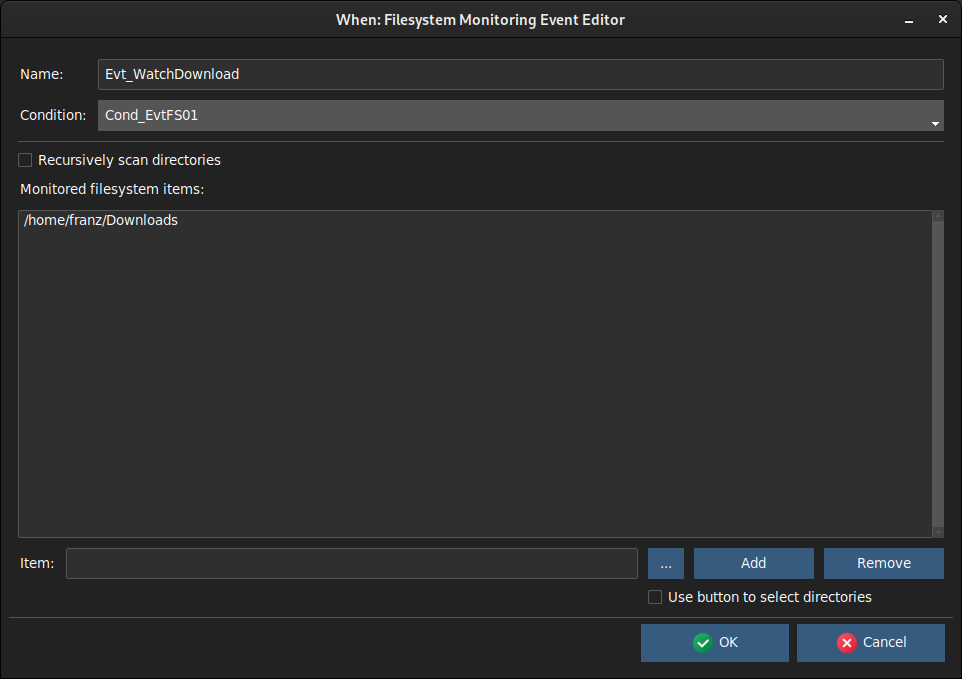 When: Filesystem Monitoring Event Editor
Name: Evt_WatchDownload
Condition: Cond_EvtFS01
Recursively scan directories
Monitored filesystem items:
/home/franz/Downloads
Item: ... Add Remove
Use button to select directories
OK Cancel